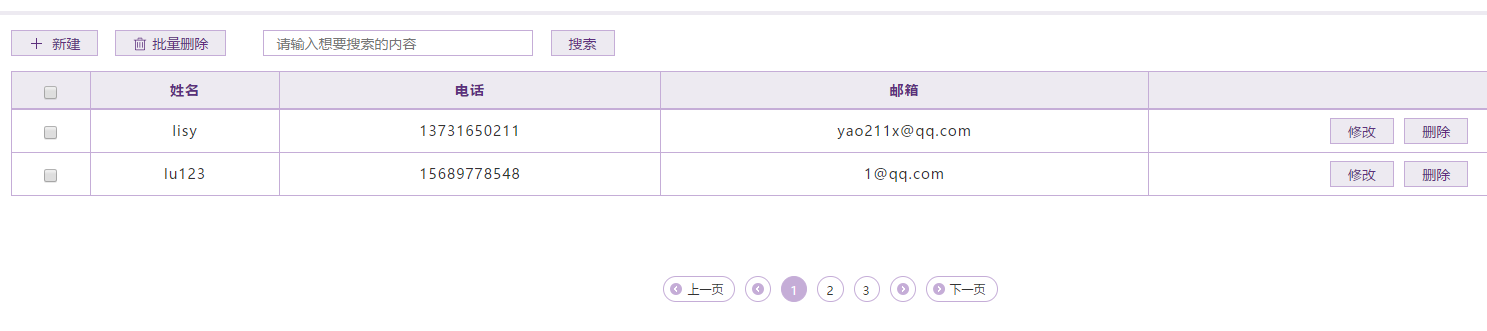 新建 批量删除 请输入想要搜索的内容 搜索
姓名 电话 邮箱
lisy 13731650211 yao211x@qq.com 修改 删除
lu123 15689778548 1@qq.com 修改 删除
上一页 1 2 3 下一页